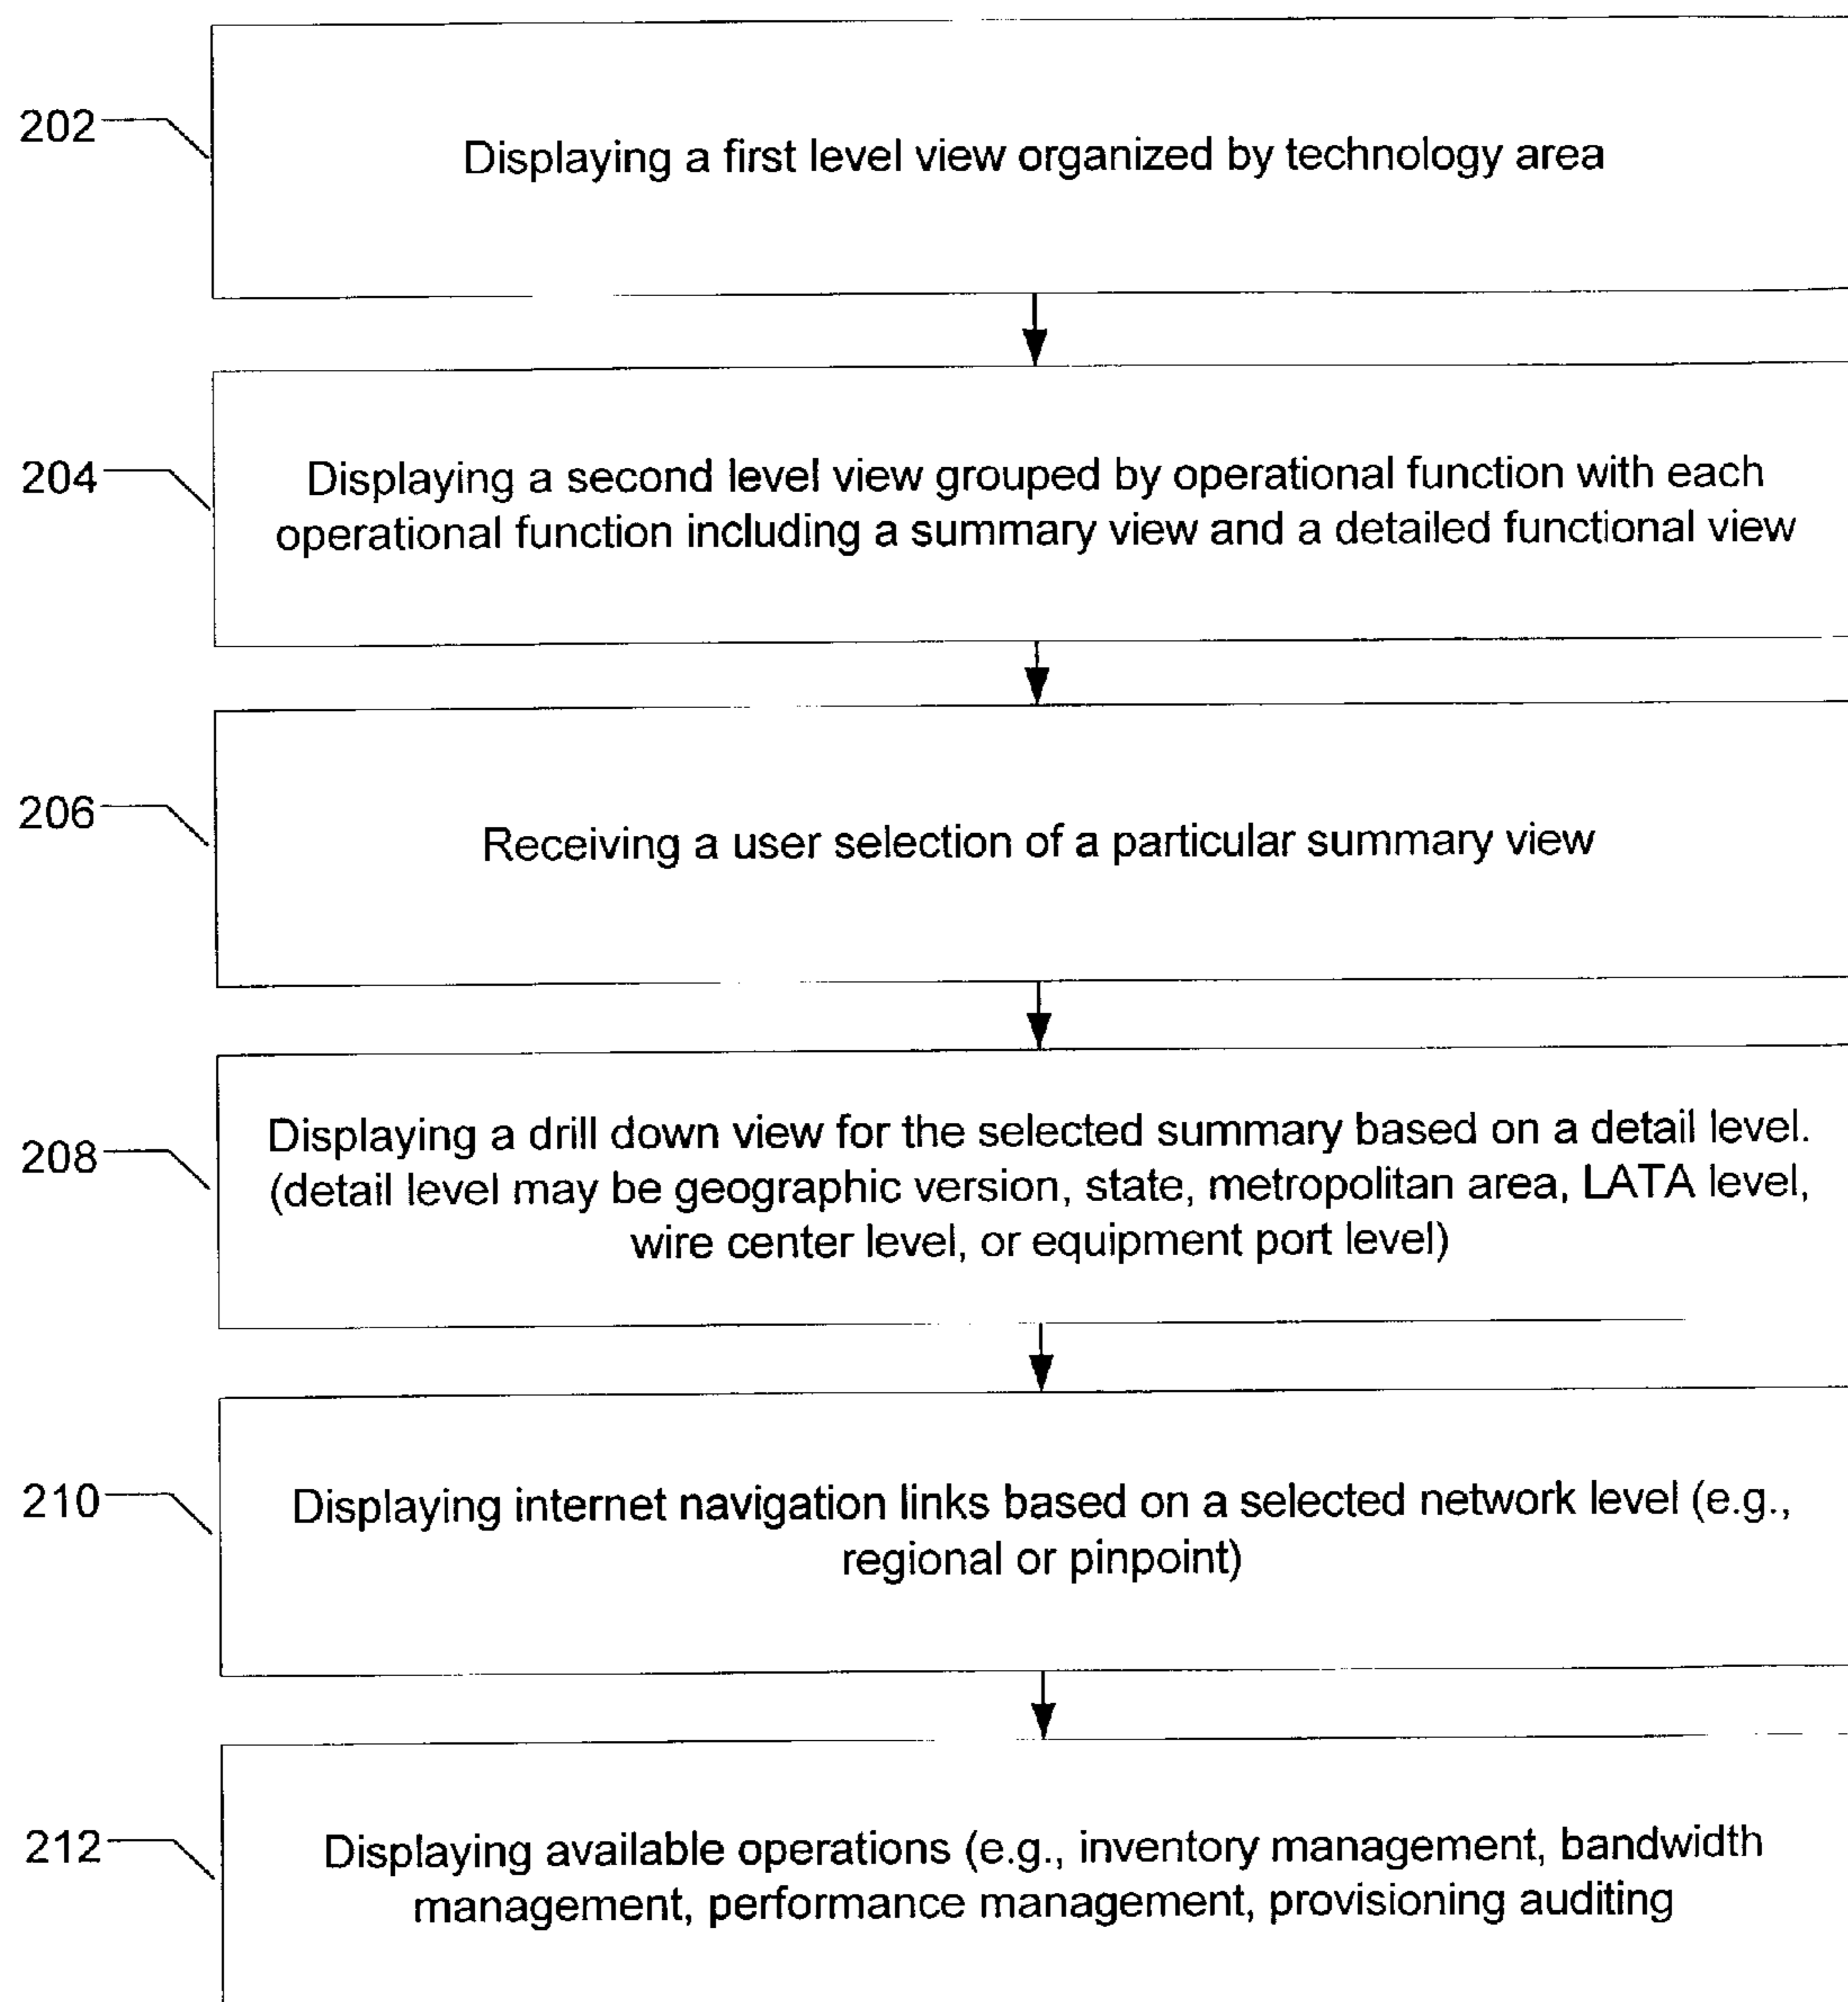 202
Displaying a first level view organized by technology area
204
Displaying a second level view grouped by operational function with each
operational function including a summary view and a detailed functional view
206
Receiving a user selection of a particular summary view
208
Displaying a drill down view for the selected summary based on a detail level.
(detail level may be geographic version, state, metropolitan area, LATA level,
wire center level, or equipment port level)
210
Displaying internet navigation links based on a selected network level (e.g.,
regional or pinpoint)
212
Displaying available operations (e.g., inventory management, bandwidth
management, performance management, provisioning auditing